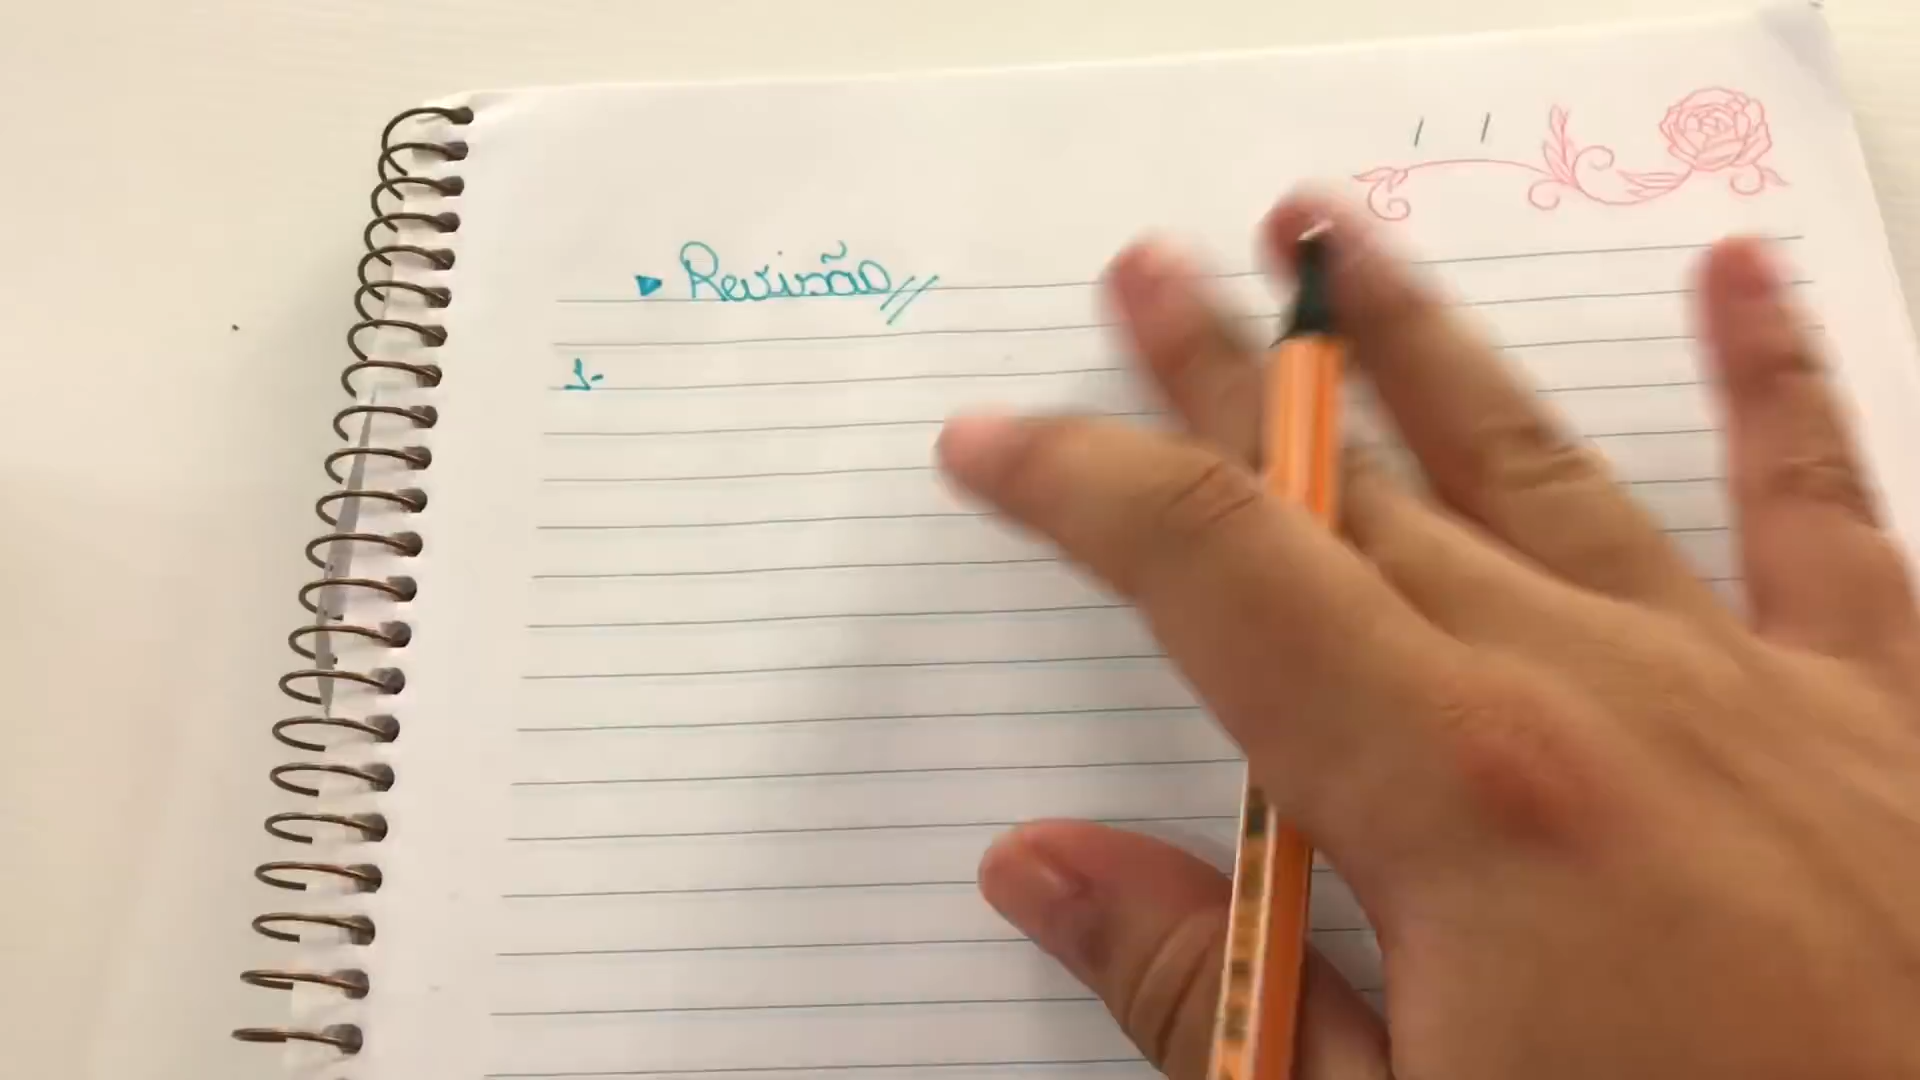 / /
▸ Revisão//
1-